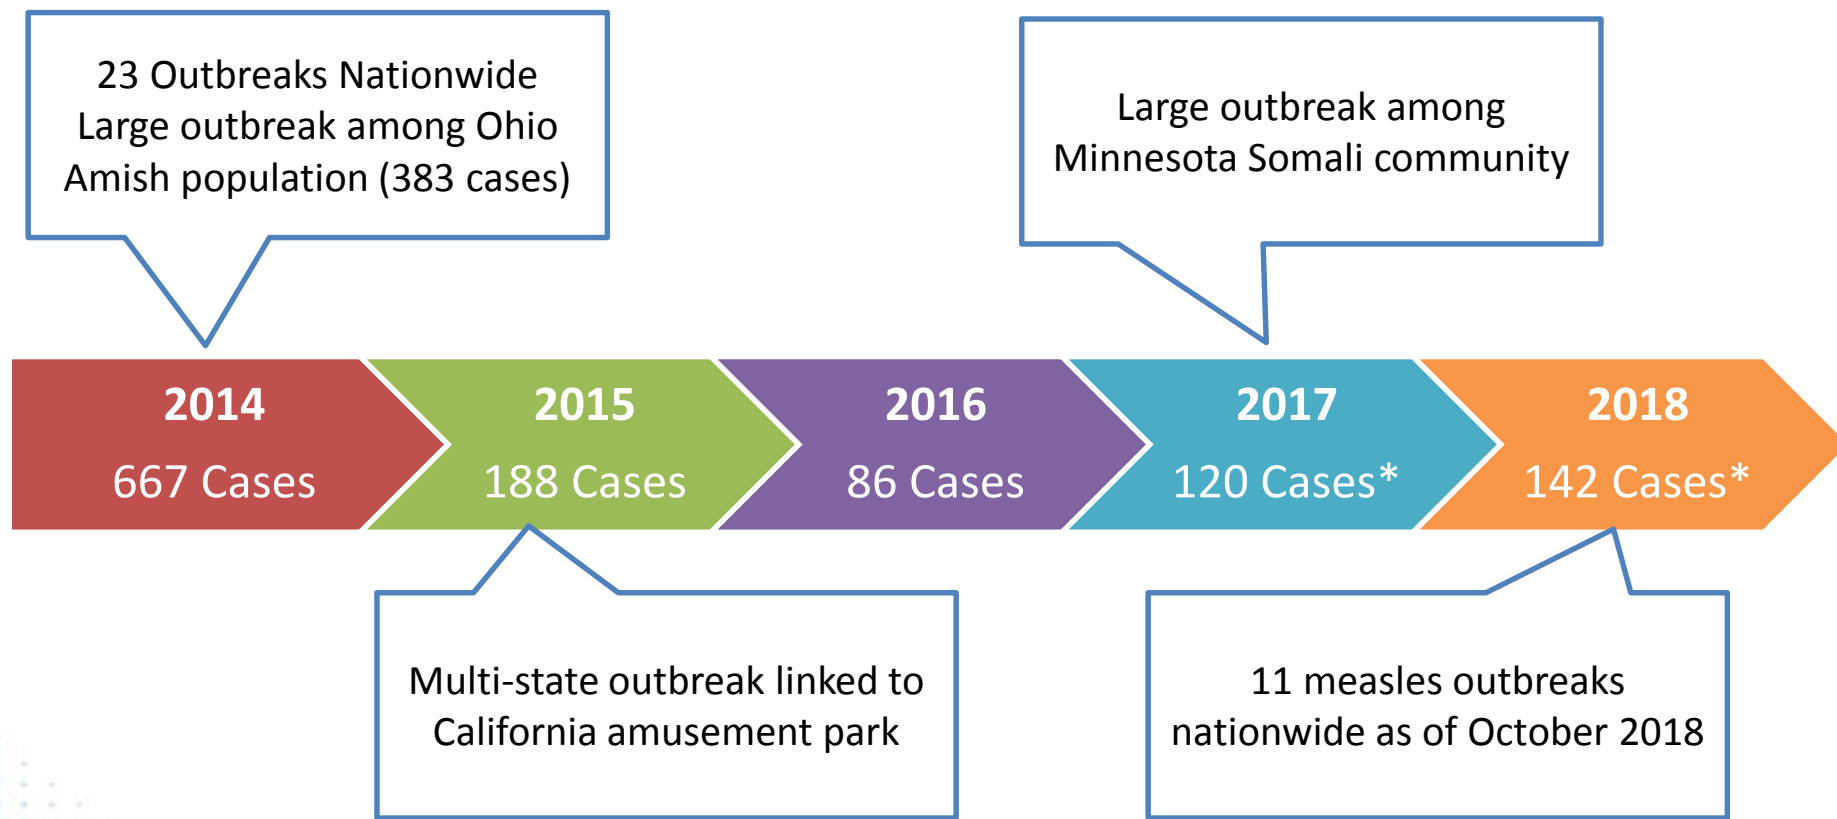 23 Outbreaks Nationwide
Large outbreak among Ohio
Amish population (383 cases)
Large outbreak among
Minnesota Somali community
2014
667 Cases
2015
188 Cases
2016
86 Cases
2017
120 Cases*
2018
142 Cases*
Multi-state outbreak linked to
California amusement park
11 measles outbreaks
nationwide as of October 2018